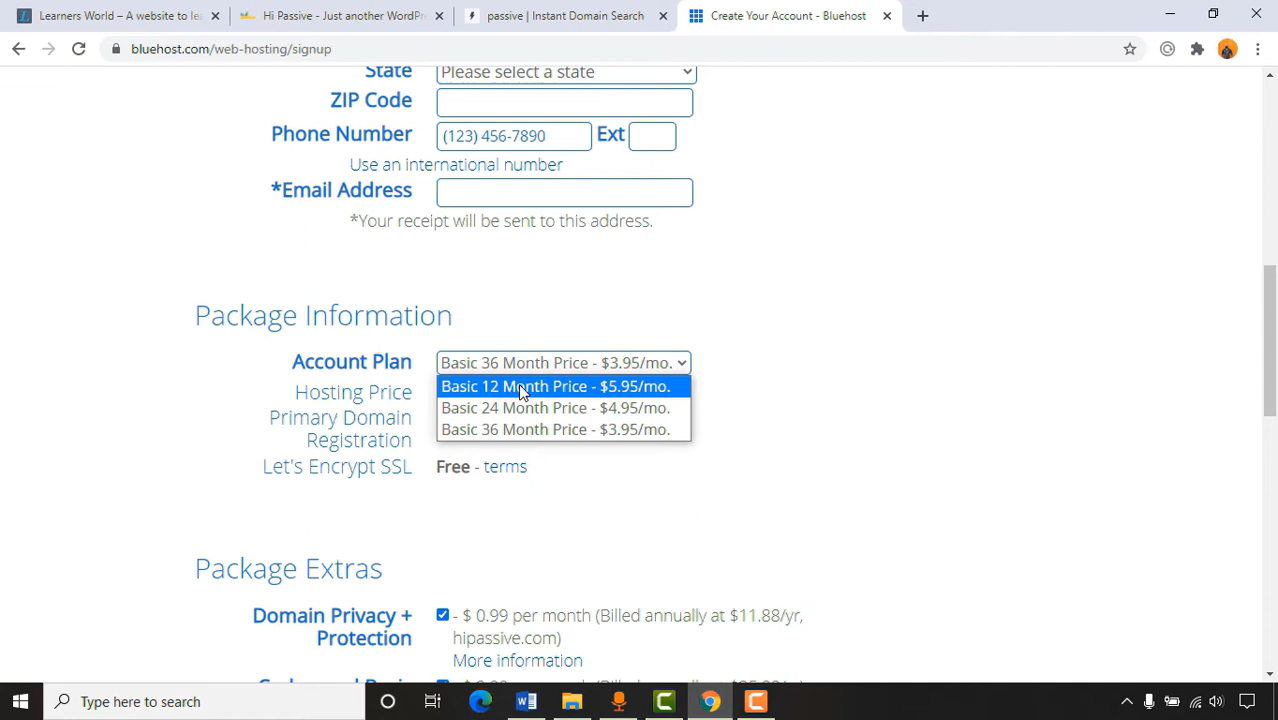 Learners World – A website to lea
Hi Passive - Just another WordPr
passive | Instant Domain Search
Create Your Account - Bluehost
bluehost.com/web-hosting/signup
State
Please select a state
ZIP Code
Phone Number
(123) 456-7890
Ext
Use an international number
*Email Address
*Your receipt will be sent to this address.
Package Information
Account Plan
Basic 36 Month Price - $3.95/mo.
Hosting Price
Basic 12 Month Price - $5.95/mo.
Basic 24 Month Price - $4.95/mo.
Basic 36 Month Price - $3.95/mo.
Primary Domain
Registration
Let's Encrypt SSL
Free - terms
Package Extras
Domain Privacy +
Protection
- $ 0.99 per month (Billed annually at $11.88/yr,
hipassive.com)
More information
Type here to search